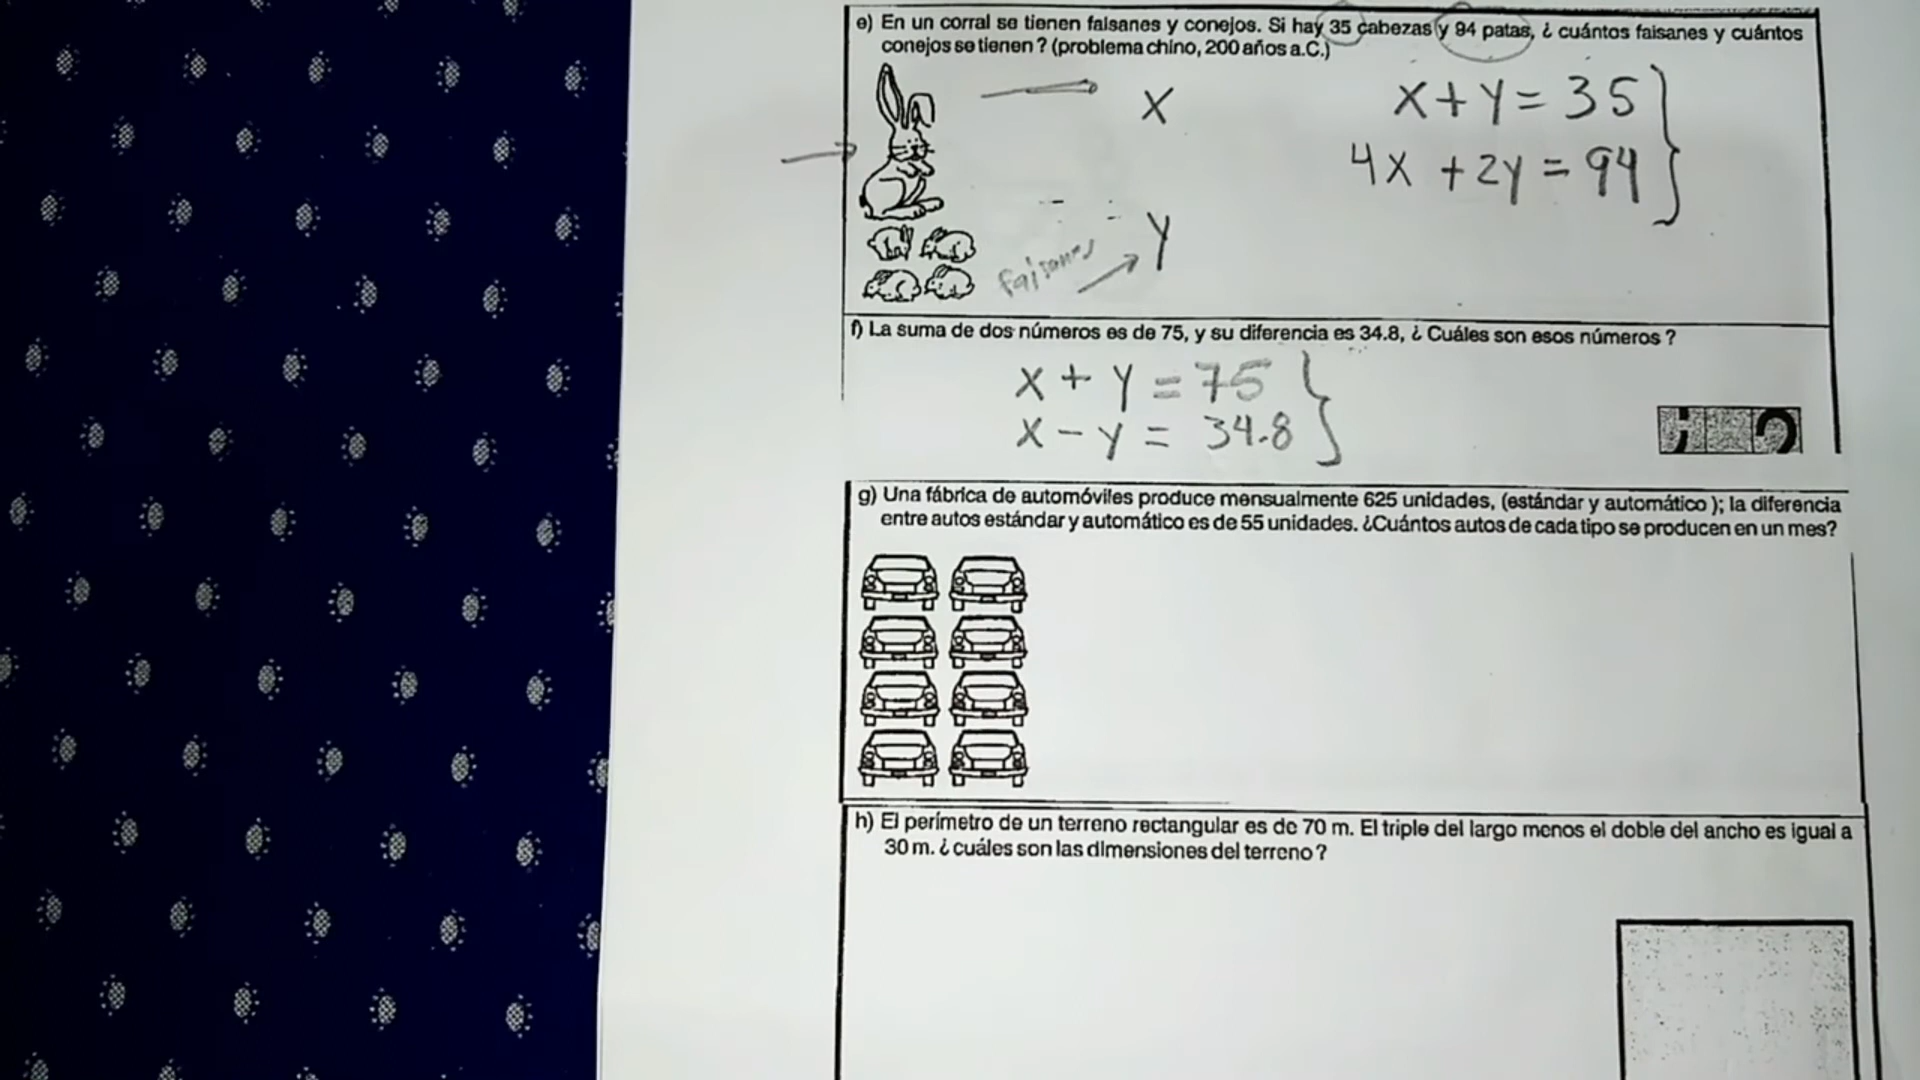 e) En un corral se tienen faisanes y conejos. Si hay 35 cabezas y 94 patas, ¿ cuántos faisanes y cuántos
conejos se tienen ? (problema chino, 200 años a.C.)
X
X + Y = 35
4X + 2Y = 94
faisanes
Y
f) La suma de dos números es de 75, y su diferencia es 34.8, ¿ Cuáles son esos números ?
X + Y = 75
X - Y = 34.8
g) Una fábrica de automóviles produce mensualmente 625 unidades, (estándar y automático ); la diferencia
entre autos estándar y automático es de 55 unidades. ¿Cuántos autos de cada tipo se producen en un mes?
h) El perímetro de un terreno rectangular es de 70 m. El triple del largo menos el doble del ancho es igual a
30 m. ¿ cuáles son las dimensiones del terreno ?